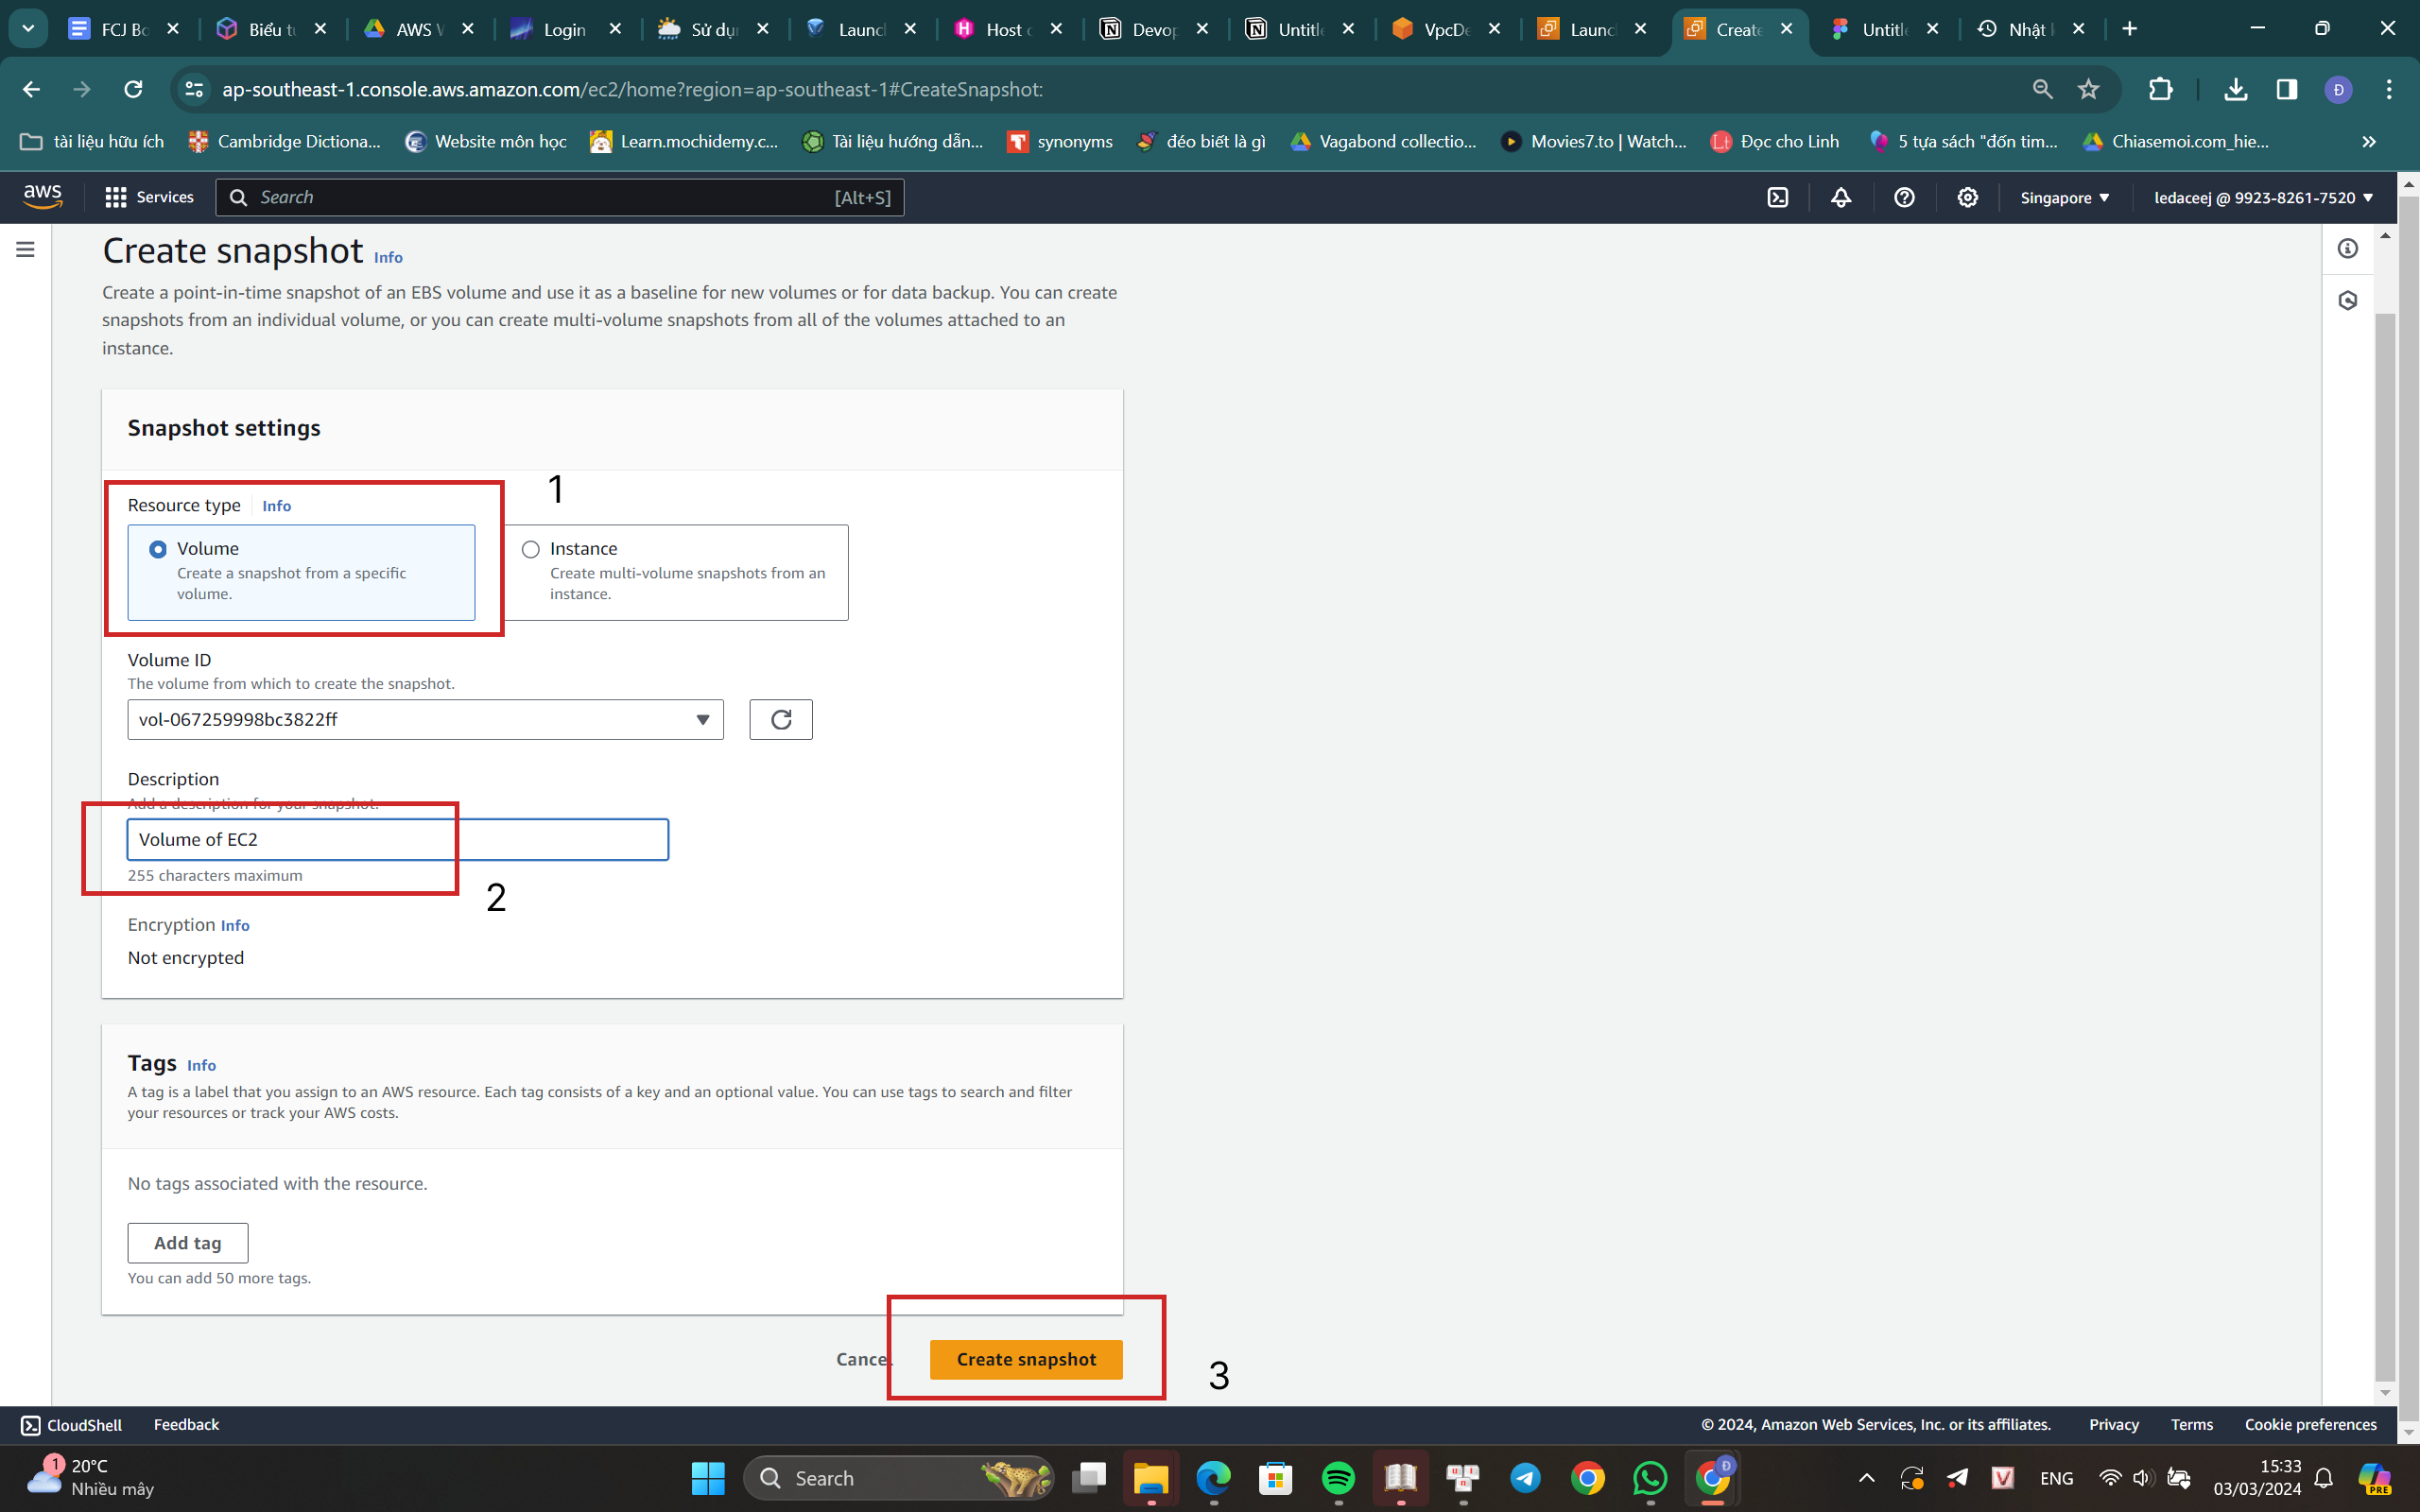 FCJ Bo
Biểu t
AWS W
Login
Sử dụ
Launc
Host
Devop
Untitle
VpcDe
Launc
Create
Untitle
Nhật
ap-southeast-1.console.aws.amazon.com/ec2/home?region=ap-southeast-1#CreateSnapshot:
Đ
tài liệu hữu ích
Cambridge Dictiona...
Website môn học
Learn.mochidemy.c...
Tài liệu hướng dẫn...
synonyms
đéo biết là gì
Vagabond collectio...
Movies7.to | Watch...
Đọc cho Linh
5 tựa sách "đốn tim...
Chiasemoi.com_hie...
aws
Services
Search
[Alt+S]
Singapore
ledaceej @ 9923-8261-7520
Create snapshot Info
Create a point-in-time snapshot of an EBS volume and use it as a baseline for new volumes or for data backup. You can create
snapshots from an individual volume, or you can create multi-volume snapshots from all of the volumes attached to an
instance.
Snapshot settings
1
Resource type Info
Volume
Create a snapshot from a specific
volume.
Instance
Create multi-volume snapshots from an
instance.
Volume ID
The volume from which to create the snapshot.
vol-067259998bc3822ff
Description
Add a description for your snapshot.
Volume of EC2
255 characters maximum
2
Encryption Info
Not encrypted
Tags Info
A tag is a label that you assign to an AWS resource. Each tag consists of a key and an optional value. You can use tags to search and filter
your resources or track your AWS costs.
No tags associated with the resource.
Add tag
You can add 50 more tags.
Cancel
Create snapshot
3
CloudShell
Feedback
© 2024, Amazon Web Services, Inc. or its affiliates.
Privacy
Terms
Cookie preferences
1
20°C
Nhiều mây
Search
Đ
ENG
15:33
03/03/2024
PRE